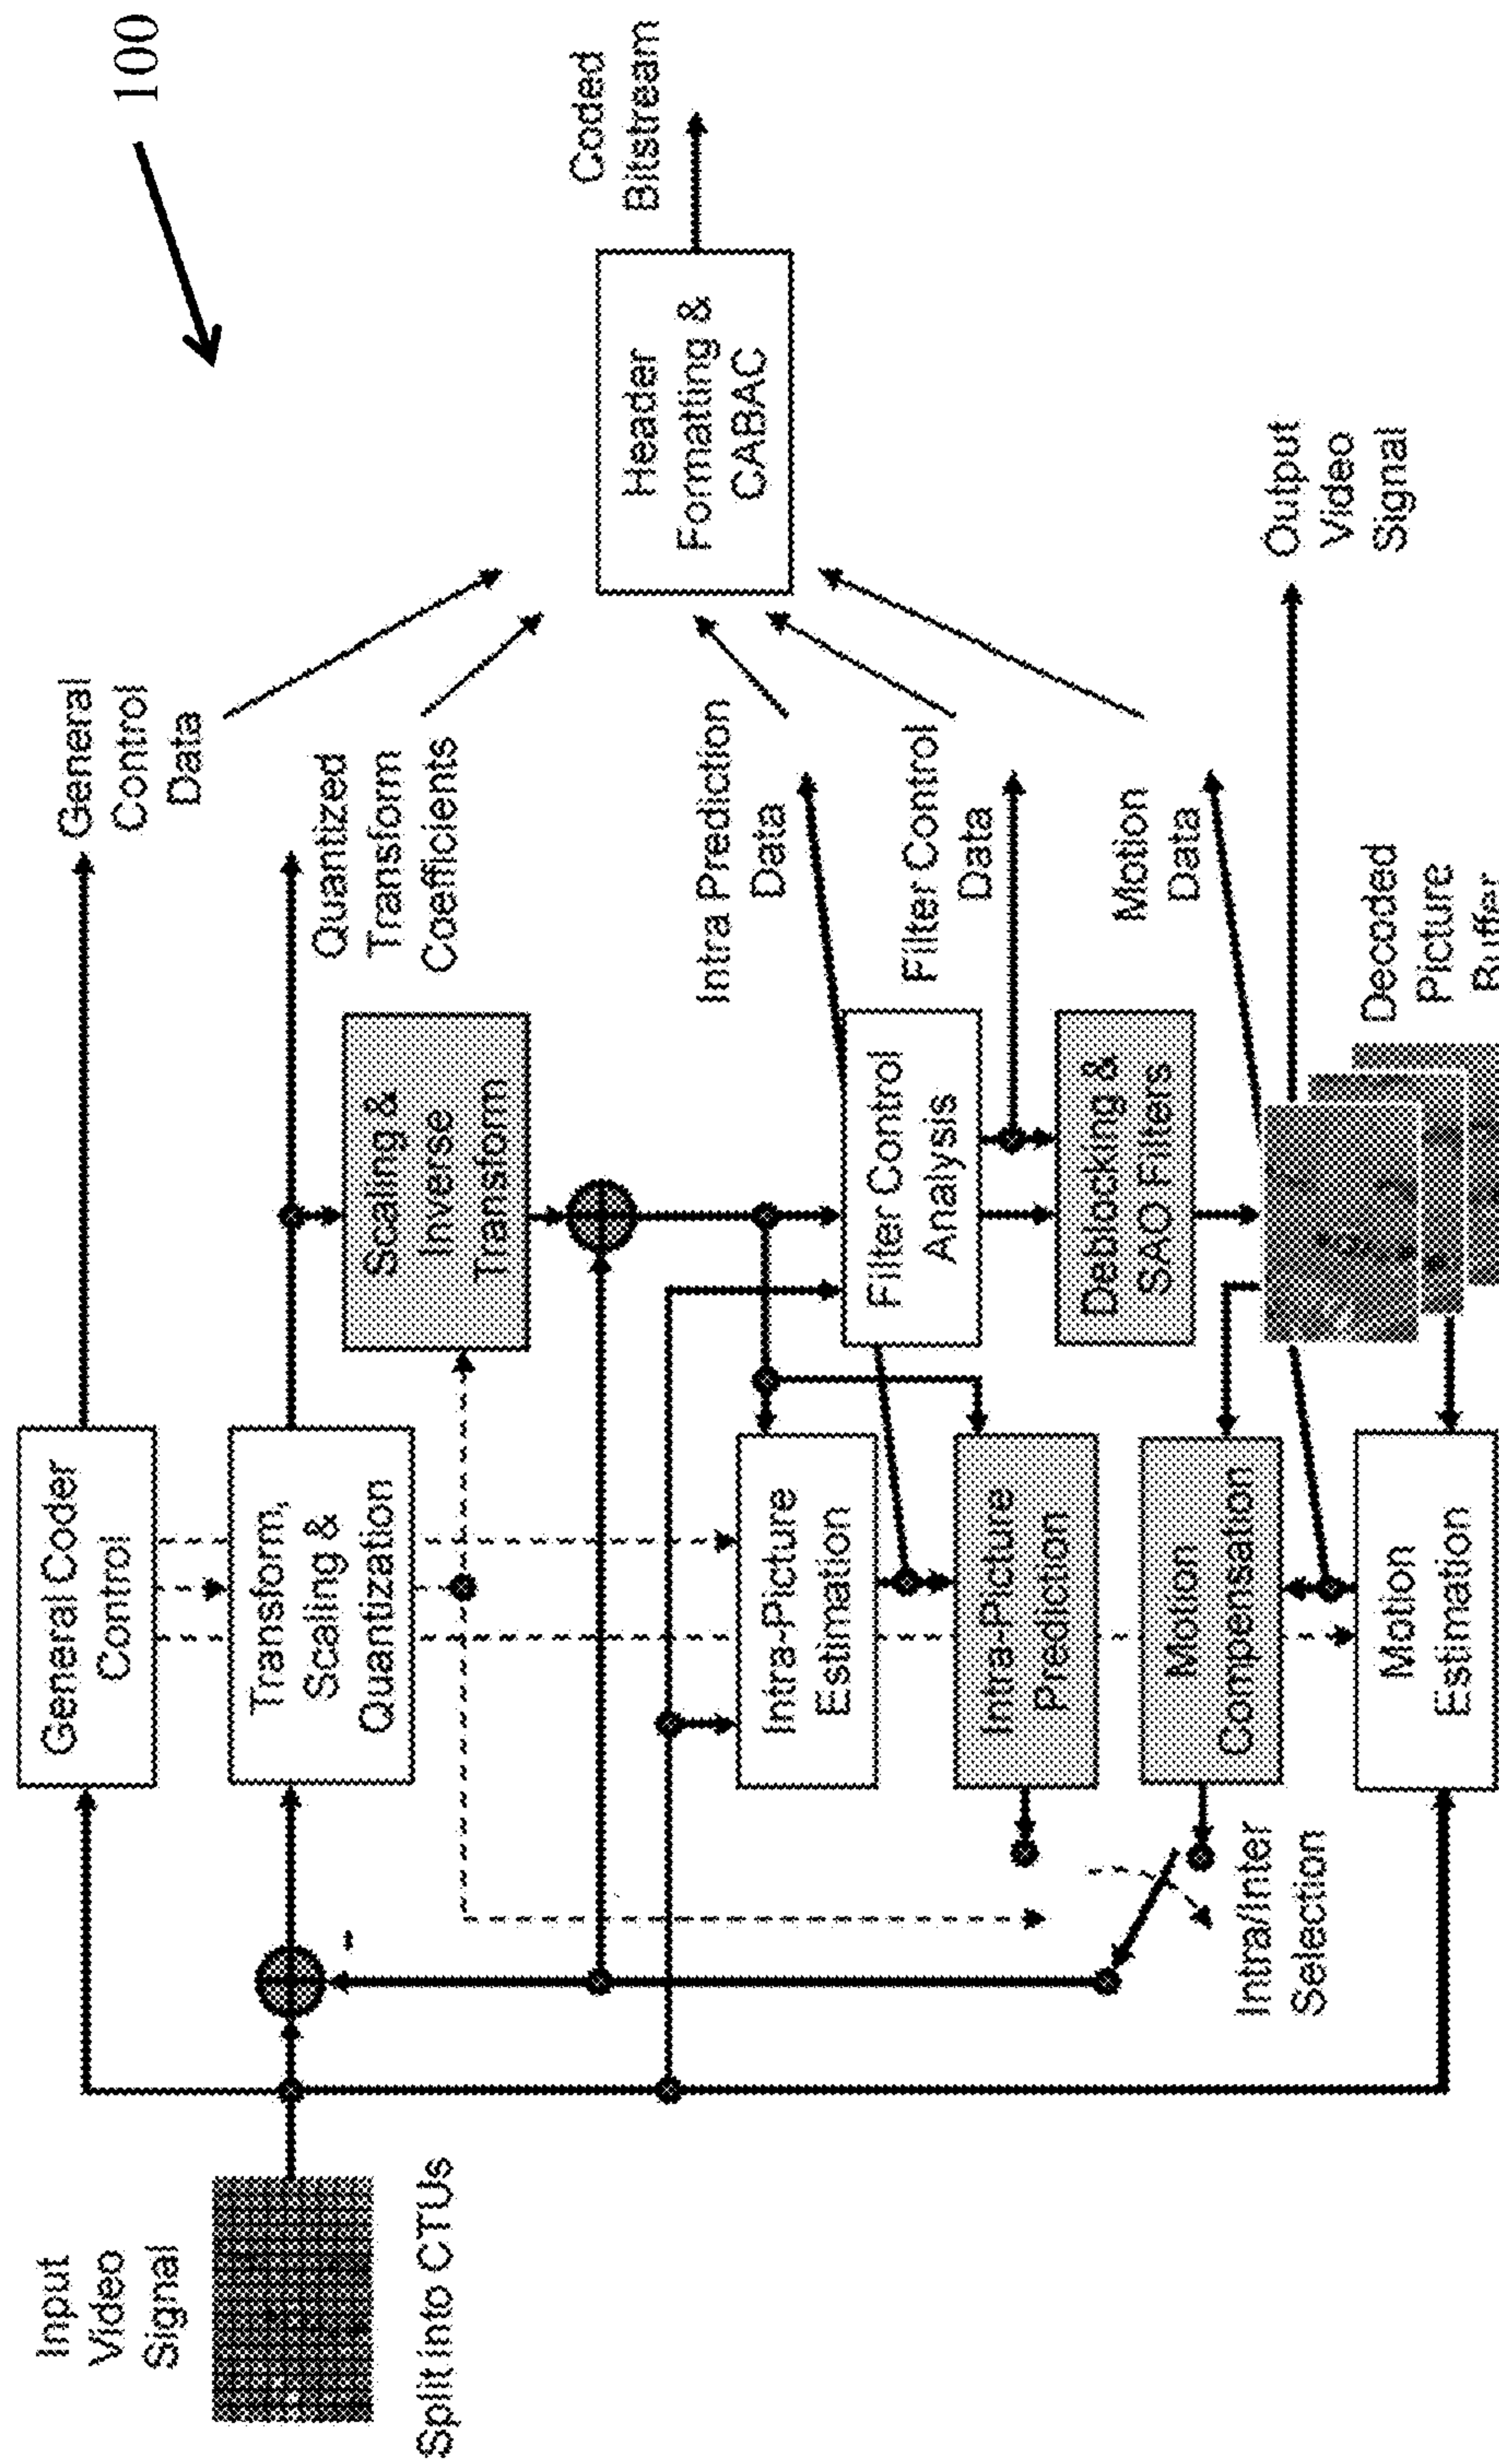 100
Input
Video
Signal
Split into CTUs
General Coder
Control
Transform,
Scaling &
Quantization
Scaling &
Inverse
Transform
General
Control
Data
Quantized
Transform
Coefficients
Coded
Bitstream
Header
Formatting &
CABAC
Intra-Picture
Estimation
Intra-Picture
Prediction
Filter Control
Analysis
Deblocking &
SAO Filters
Intra Prediction
Data
Filter Control
Data
Motion
Data
Motion
Compensation
Motion
Estimation
Intra/Inter
Selection
-
Output
Video
Signal
Decoded
Picture
Buffer